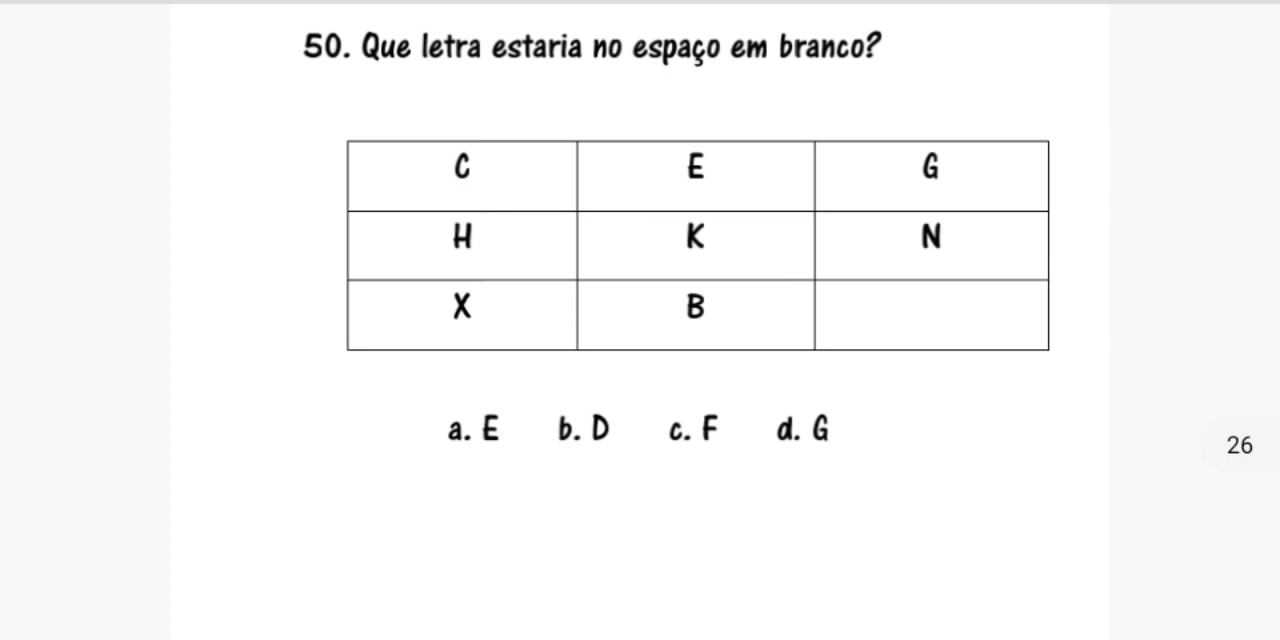 50. Que letra estaria no espaço em branco?
C E G
H K N
X B
a. E b. D c. F d. G
26